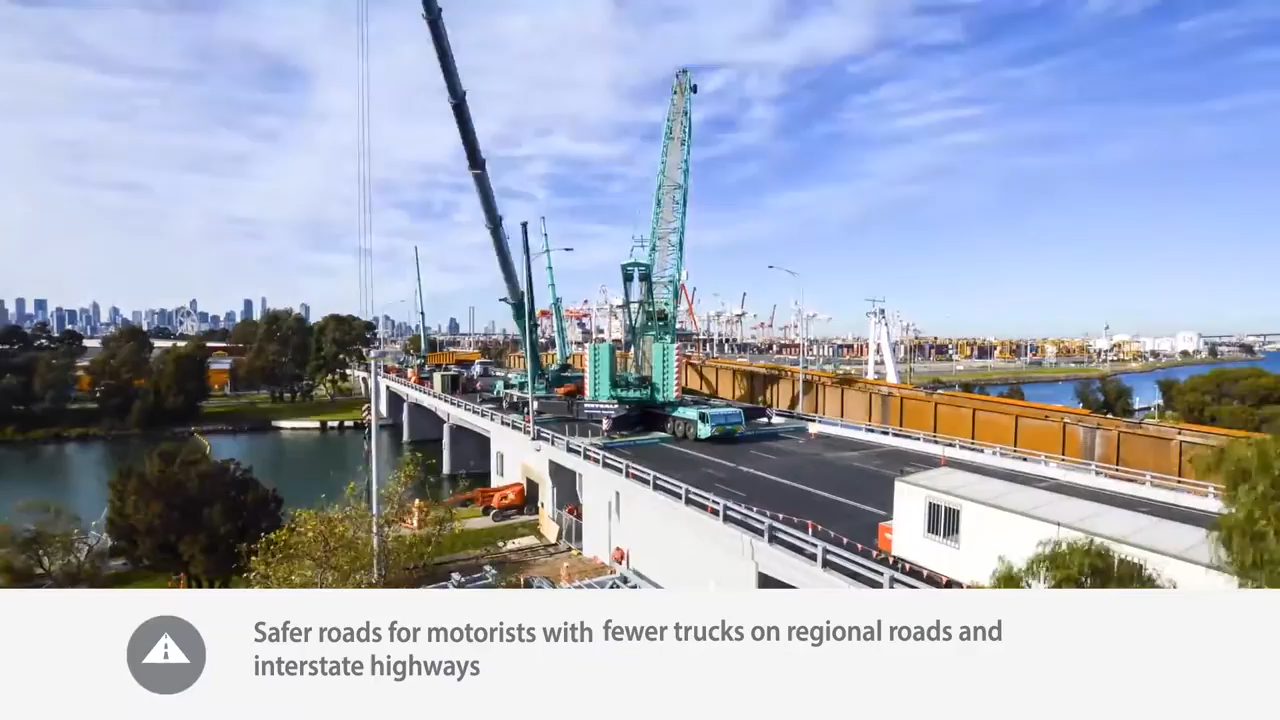 Safer roads for motorists with fewer trucks on regional roads and
interstate highways